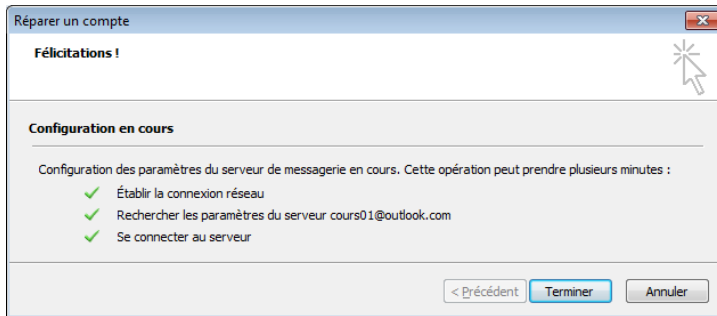 Réparer un compte
Félicitations !
Configuration en cours
Configuration des paramètres du serveur de messagerie en cours. Cette opération peut prendre plusieurs minutes :
Établir la connexion réseau
Rechercher les paramètres du serveur cours01@outlook.com
Se connecter au serveur
< Précédent Terminer Annuler